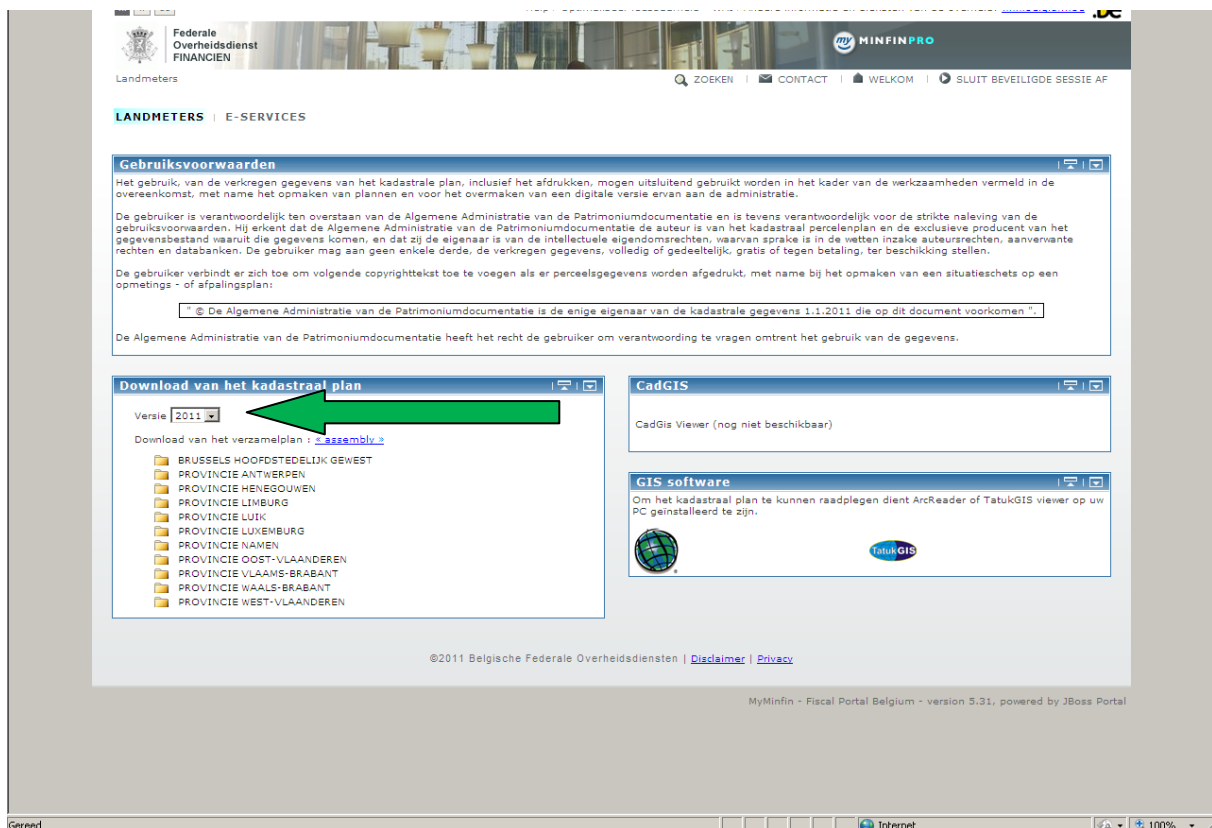 Federale
Overheidsdienst
FINANCIEN
my MINFINPRO
Landmeters
ZOEKEN | CONTACT | WELKOM | SLUIT BEVEILIGDE SESSIE AF
LANDMETERS | E-SERVICES
Gebruiksvoorwaarden
Het gebruik, van de verkregen gegevens van het kadastrale plan, inclusief het afdrukken, mogen uitsluitend gebruikt worden in het kader van de werkzaamheden vermeld in de
overeenkomst, met name het opmaken van plannen en voor het overmaken van een digitale versie ervan aan de administratie.
De gebruiker is verantwoordelijk ten overstaan van de Algemene Administratie van de Patrimoniumdocumentatie en is tevens verantwoordelijk voor de strikte naleving van de
gebruiksvoorwaarden. Hij erkent dat de Algemene Administratie van de Patrimoniumdocumentatie de auteur is van het kadastraal percelenplan en de exclusieve producent van het
gegevensbestand waaruit die gegevens komen, en dat zij de eigenaar is van de intellectuele eigendomsrechten, waarvan sprake is in de wetten inzake auteursrechten, aanverwante
rechten en databanken. De gebruiker mag aan geen enkele derde, de verkregen gegevens, volledig of gedeeltelijk, gratis of tegen betaling, ter beschikking stellen.
De gebruiker verbindt er zich toe om volgende copyrighttekst toe te voegen als er perceelsgegevens worden afgedrukt, met name bij het opmaken van een situatieschets op een
opmetings - of afpalingsplan:
" © De Algemene Administratie van de Patrimoniumdocumentatie is de enige eigenaar van de kadastrale gegevens 1.1.2011 die op dit document voorkomen ".
De Algemene Administratie van de Patrimoniumdocumentatie heeft het recht de gebruiker om verantwoording te vragen omtrent het gebruik van de gegevens.
Download van het kadastraal plan
Versie 2011
Download van het verzamelplan : « assembly »
BRUSSELS HOOFDSTEDELIJK GEWEST
PROVINCIE ANTWERPEN
PROVINCIE HENEGOUWEN
PROVINCIE LIMBURG
PROVINCIE LUIK
PROVINCIE LUXEMBURG
PROVINCIE NAMEN
PROVINCIE OOST-VLAANDEREN
PROVINCIE VLAAMS-BRABANT
PROVINCIE WAALS-BRABANT
PROVINCIE WEST-VLAANDEREN
CadGIS
CadGis Viewer (nog niet beschikbaar)
GIS software
Om het kadastraal plan te kunnen raadplegen dient ArcReader of TatukGIS viewer op uw
PC geïnstalleerd te zijn.
TatukGIS
©2011 Belgische Federale Overheidsdiensten | Disclaimer | Privacy
MyMinfin - Fiscal Portal Belgium - version 5.31, powered by JBoss Portal
Gereed
Internet
100%